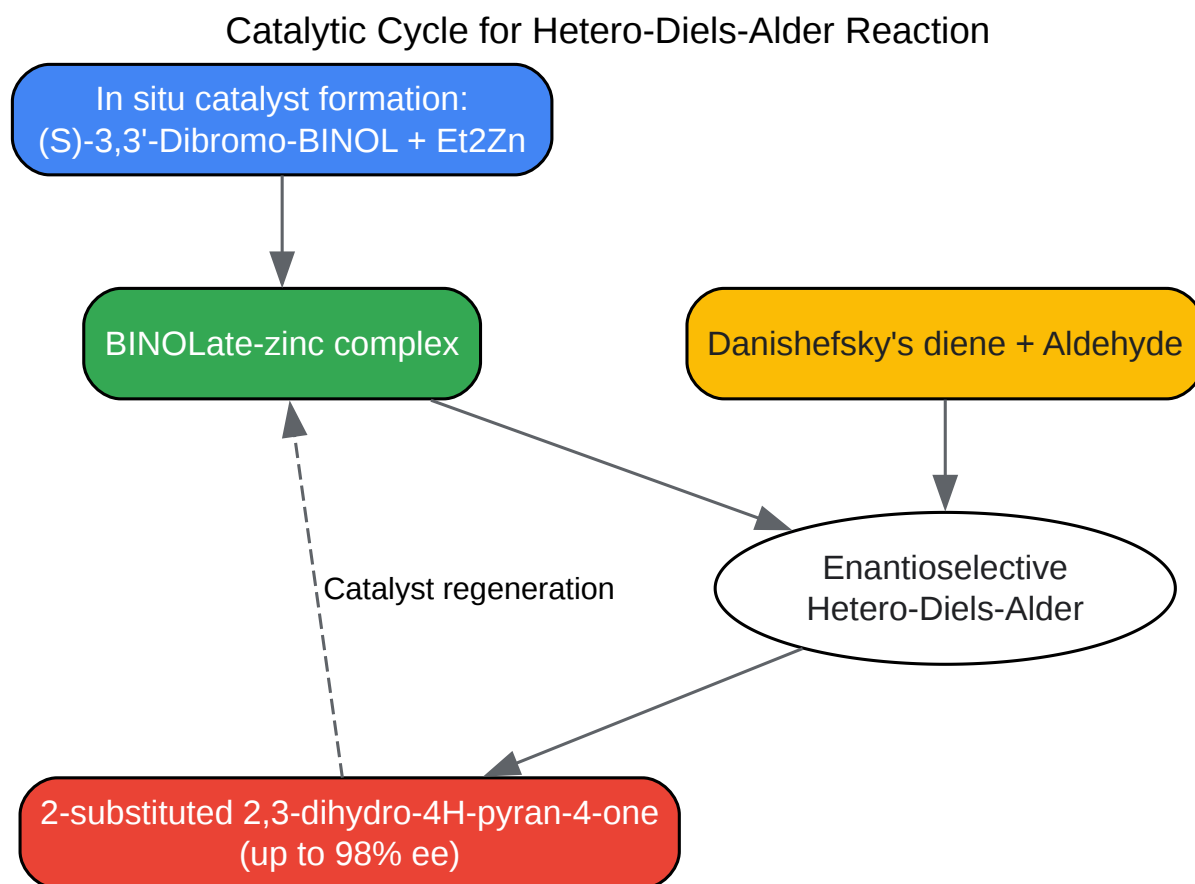 Catalytic Cycle for Hetero-Diels-Alder Reaction
In situ catalyst formation:
(S)-3,3'-Dibromo-BINOL + Et2Zn
BINOLate-zinc complex
Danishefsky's diene + Aldehyde
Enantioselective
Hetero-Diels-Alder
Catalyst regeneration
2-substituted 2,3-dihydro-4H-pyran-4-one
(up to 98% ee)